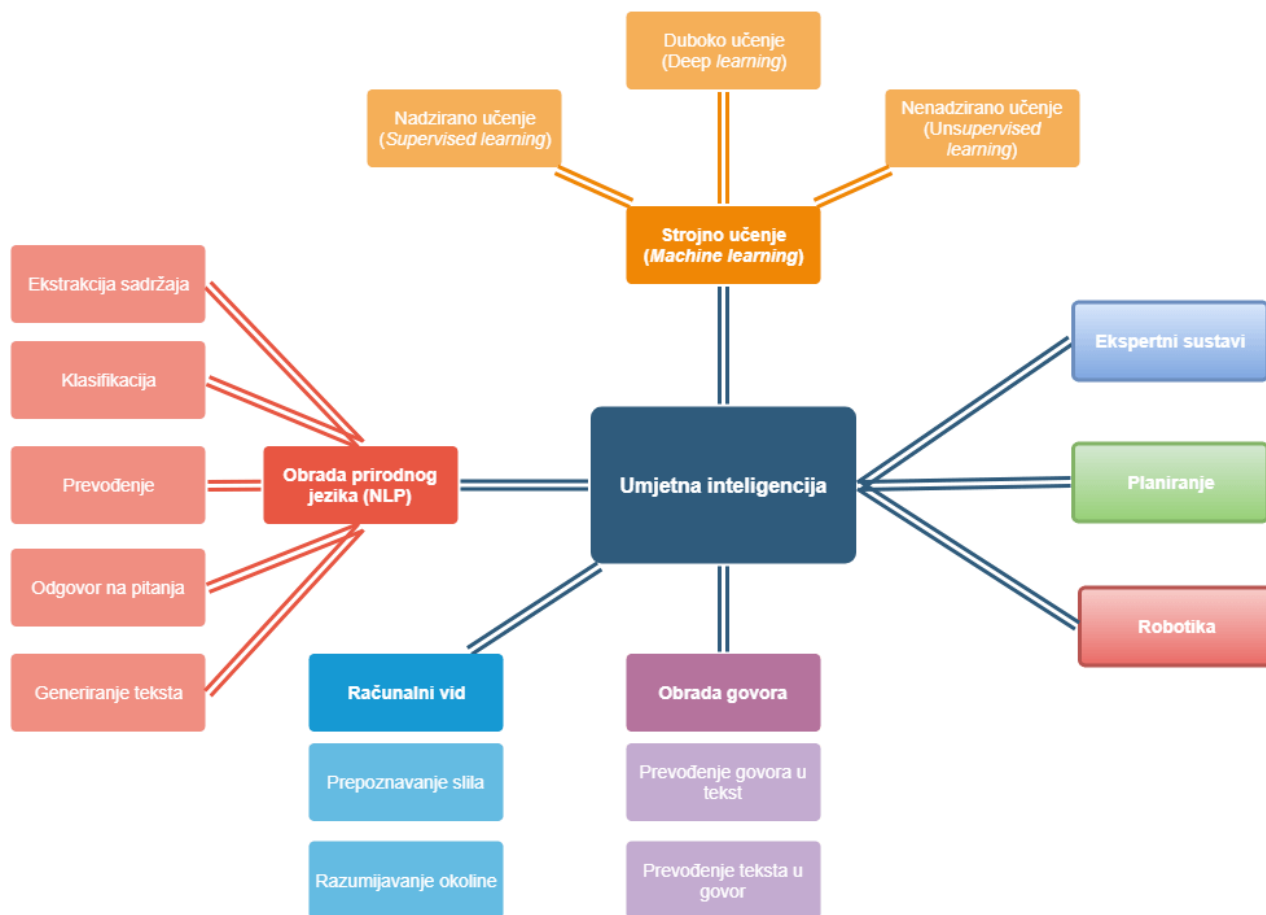 Duboko učenje
(Deep learning)
Nadzirano učenje
(Supervised learning)
Nenadzirano učenje
(Unsupervised
learning)
Strojno učenje
(Machine learning)
Ekstrakcija sadržaja
Klasifikacija
Prevođenje
Odgovor na pitanja
Generiranje teksta
Obrada prirodnog
jezika (NLP)
Umjetna inteligencija
Ekspertni sustavi
Planiranje
Robotika
Računalni vid
Prepoznavanje slila
Razumijavanje okoline
Obrada govora
Prevođenje govora u
tekst
Prevođenje teksta u
govor